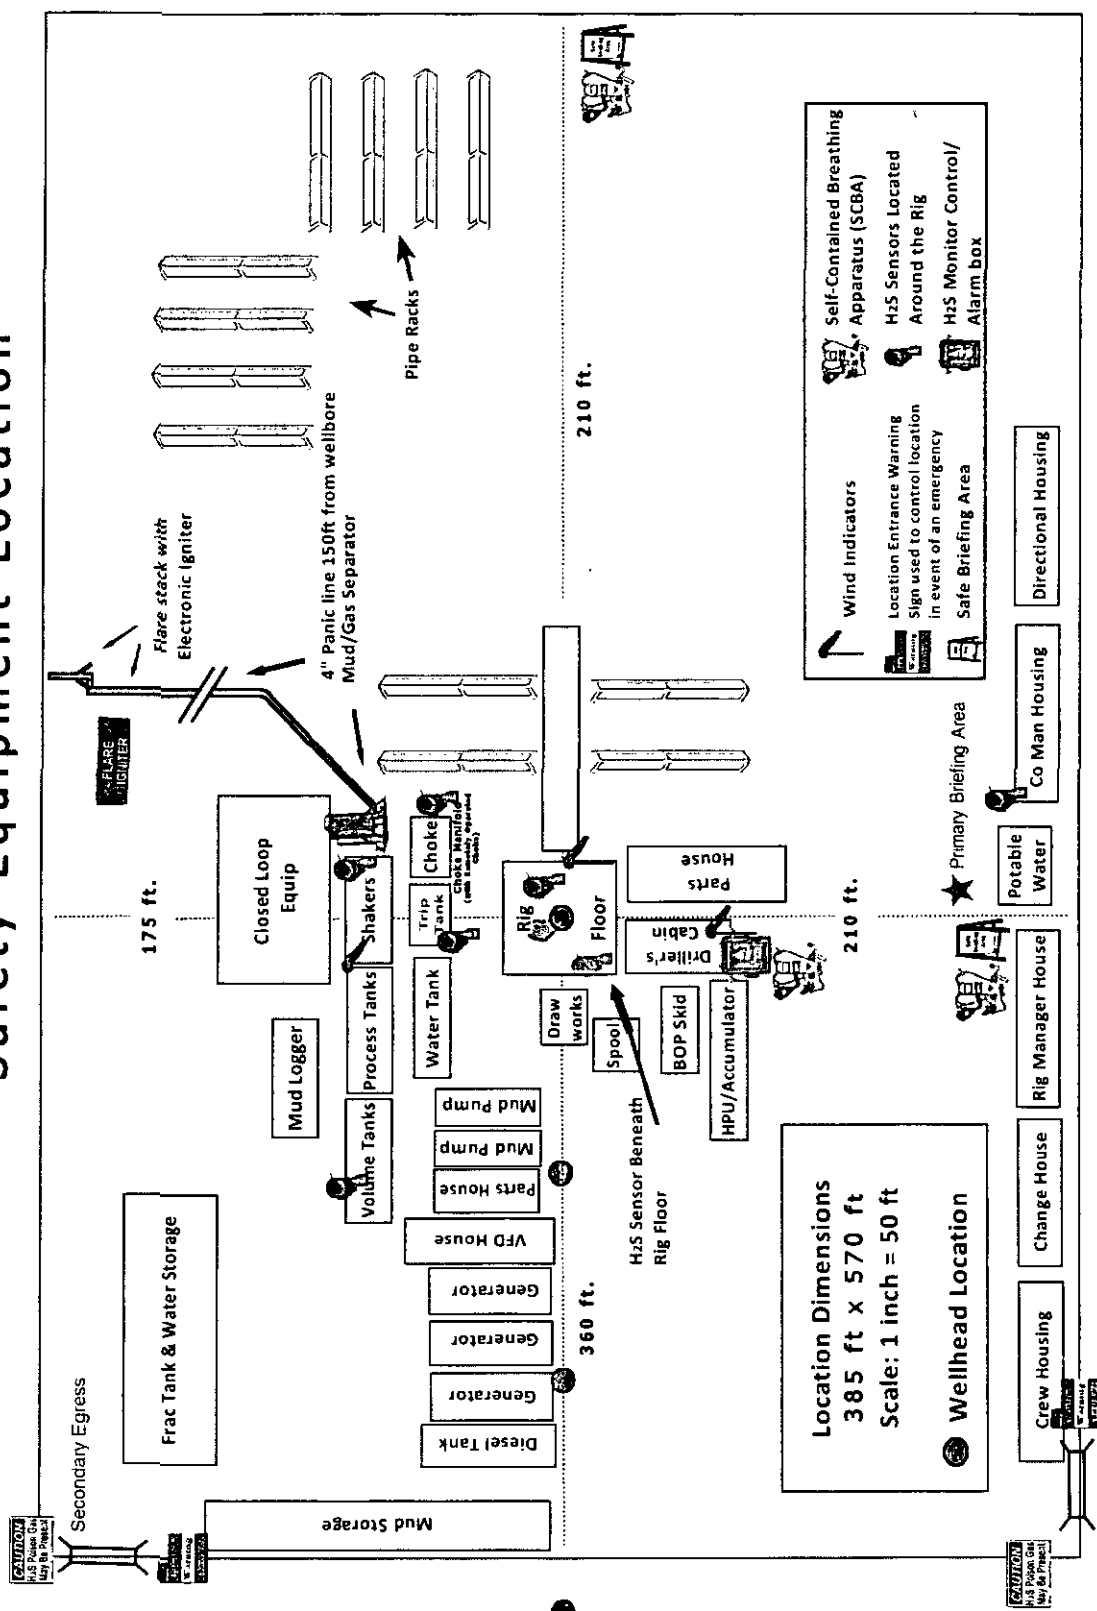 Safety Equipment Location
CAUTION
H2S Poison Gas
May Be Present
Secondary Egress
Frac Tank & Water Storage
175 ft.
FLARE
IGNITER
Flare stack with
Electronic Igniter
4" Panic line 150ft from wellbore
Mud/Gas Separator
Pipe Racks
Mud Logger
Closed Loop
Equip
Volume Tanks
Process Tanks
Shakers
Mud Storage
Diesel Tank
Generator
Generator
Generator
VFD House
Parts House
Mud Pump
Mud Pump
Water Tank
Trip
Tank
Choke
Choke Manifold
(with Remotely Operated
Choke)
360 ft.
210 ft.
Draw
works
Rig
Floor
Spool
BOP Skid
HPU/Accumulator
Driller's
Cabin
Parts
House
H2S Sensor Beneath
Rig Floor
210 ft.
Location Dimensions
385 ft x 570 ft
Scale: 1 inch = 50 ft
Wellhead Location
Wind Indicators
Location Entrance Warning
Sign used to control location
in event of an emergency
Safe Briefing Area
Self-Contained Breathing
Apparatus (SCBA)
H2S Sensors Located
Around the Rig
H2S Monitor Control/
Alarm box
Primary Briefing Area
Crew Housing
Change House
Rig Manager House
Potable
Water
Co Man Housing
Directional Housing
CAUTION
H2S Poison Gas
May Be Present